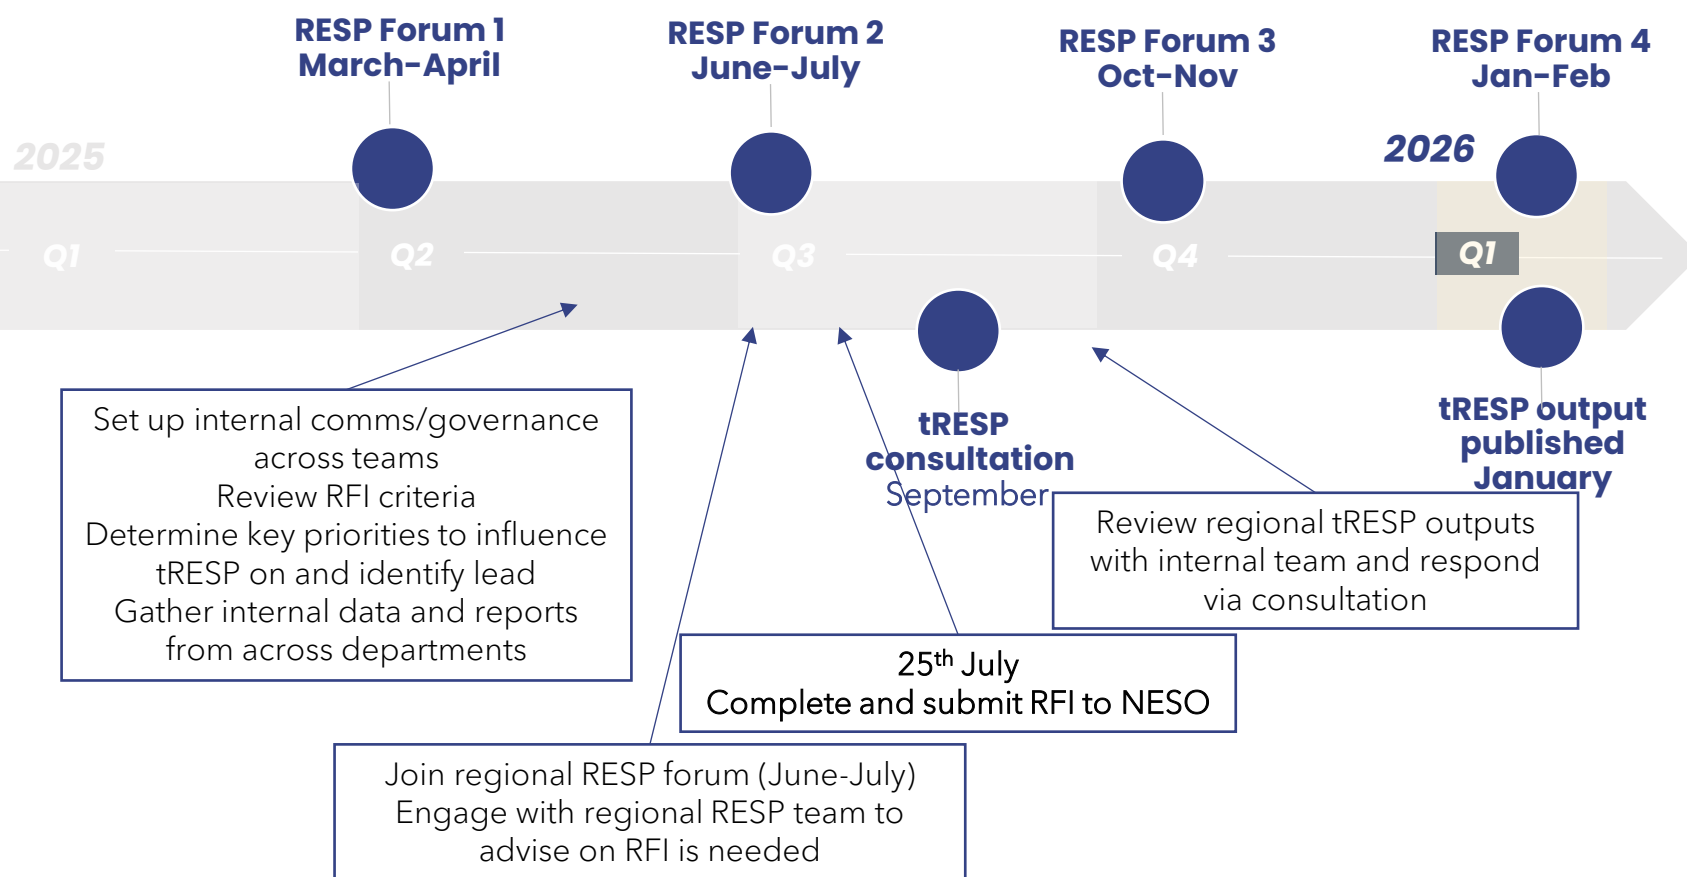 RESP Forum 1
March-April
RESP Forum 2
June-July
RESP Forum 3
Oct-Nov
RESP Forum 4
Jan-Feb
2025
2026
Q1
Q2
Q3
Q4
Q1
tRESP
consultation
September
tRESP output
published
January
Set up internal comms/governance
across teams
Review RFI criteria
Determine key priorities to influence
tRESP on and identify lead
Gather internal data and reports
from across departments
Review regional tRESP outputs
with internal team and respond
via consultation
25th July
Complete and submit RFI to NESO
Join regional RESP forum (June-July)
Engage with regional RESP team to
advise on RFI is needed